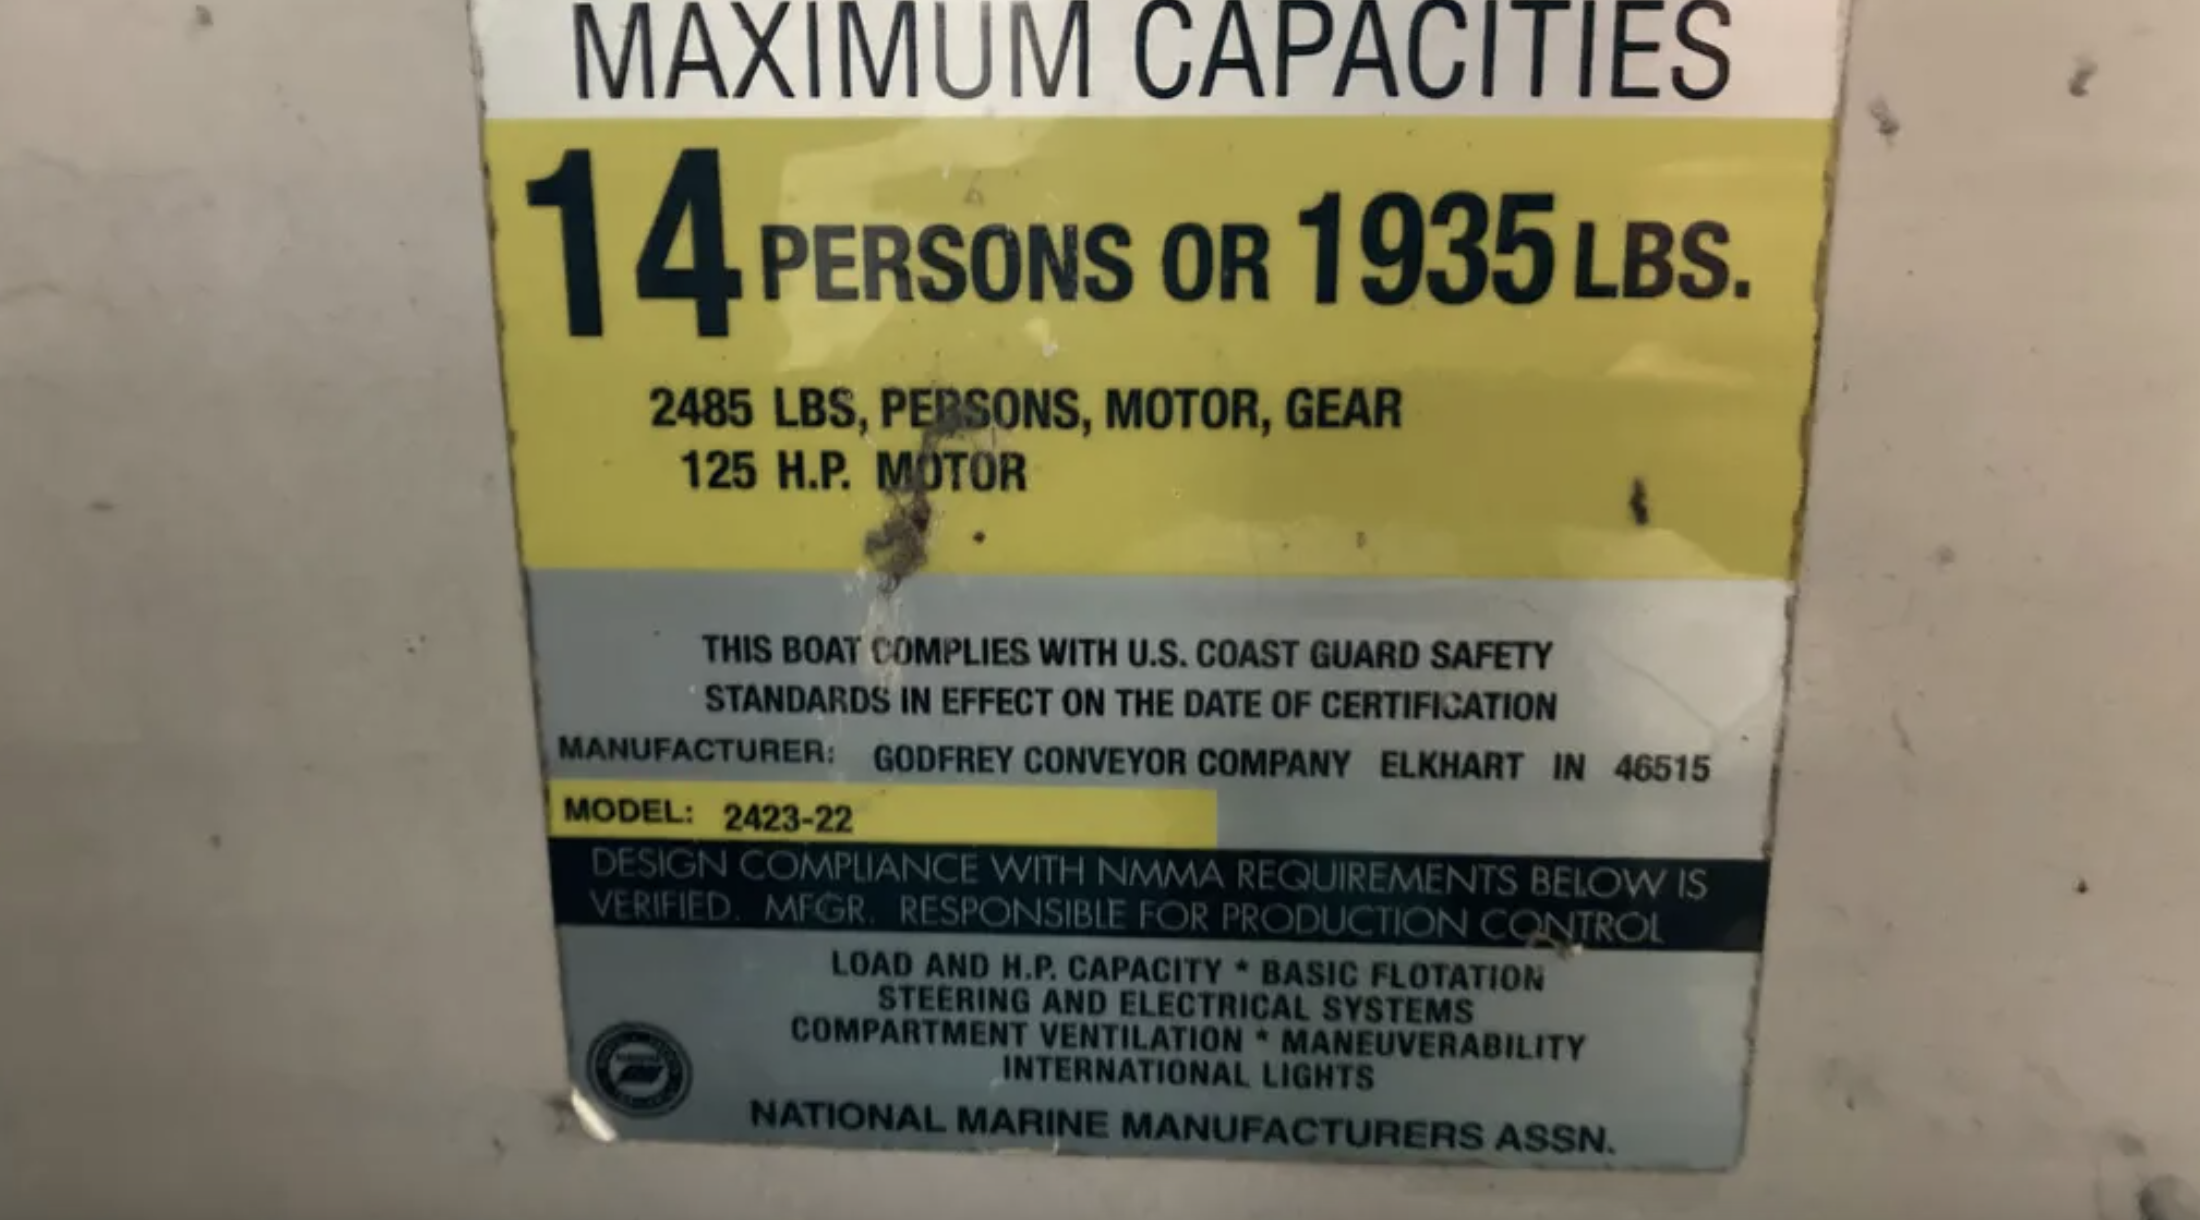 MAXIMUM CAPACITIES
14 PERSONS OR 1935 LBS.
2485 LBS, PERSONS, MOTOR, GEAR
125 H.P. MOTOR
THIS BOAT COMPLIES WITH U.S. COAST GUARD SAFETY
STANDARDS IN EFFECT ON THE DATE OF CERTIFICATION
MANUFACTURER: GODFREY CONVEYOR COMPANY ELKHART IN 46515
MODEL: 2423-22
DESIGN COMPLIANCE WITH NMMA REQUIREMENTS BELOW IS
VERIFIED. MFGR. RESPONSIBLE FOR PRODUCTION CONTROL
LOAD AND H.P. CAPACITY * BASIC FLOTATION
STEERING AND ELECTRICAL SYSTEMS
COMPARTMENT VENTILATION * MANEUVERABILITY
INTERNATIONAL LIGHTS
NATIONAL MARINE MANUFACTURERS ASSN.